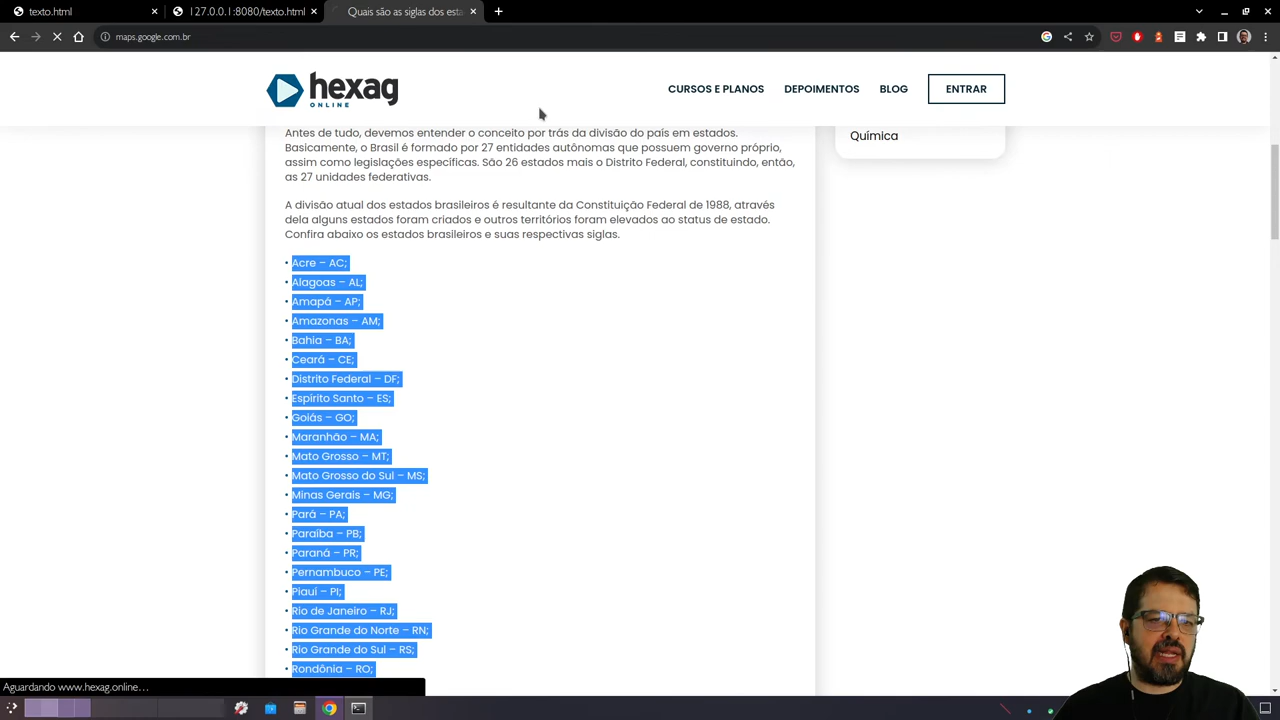 texto.html
127.0.0.1:8080/texto.html
Quais são as siglas dos esta
maps.google.com.br
hexag
ONLINE
CURSOS E PLANOS
DEPOIMENTOS
BLOG
ENTRAR
Antes de tudo, devemos entender o conceito por trás da divisão do país em estados.
Basicamente, o Brasil é formado por 27 entidades autônomas que possuem governo próprio,
assim como legislações específicas. São 26 estados mais o Distrito Federal, constituindo, então,
as 27 unidades federativas.
Química
A divisão atual dos estados brasileiros é resultante da Constituição Federal de 1988, através
dela alguns estados foram criados e outros territórios foram elevados ao status de estado.
Confira abaixo os estados brasileiros e suas respectivas siglas.
• Acre – AC;
• Alagoas – AL;
• Amapá – AP;
• Amazonas – AM;
• Bahia – BA;
• Ceará – CE;
• Distrito Federal – DF;
• Espírito Santo – ES;
• Goiás – GO;
• Maranhão – MA;
• Mato Grosso – MT;
• Mato Grosso do Sul – MS;
• Minas Gerais – MG;
• Pará – PA;
• Paraíba – PB;
• Paraná – PR;
• Pernambuco – PE;
• Piauí – PI;
• Rio de Janeiro – RJ;
• Rio Grande do Norte – RN;
• Rio Grande do Sul – RS;
• Rondônia – RO;
Aguardando www.hexag.online…